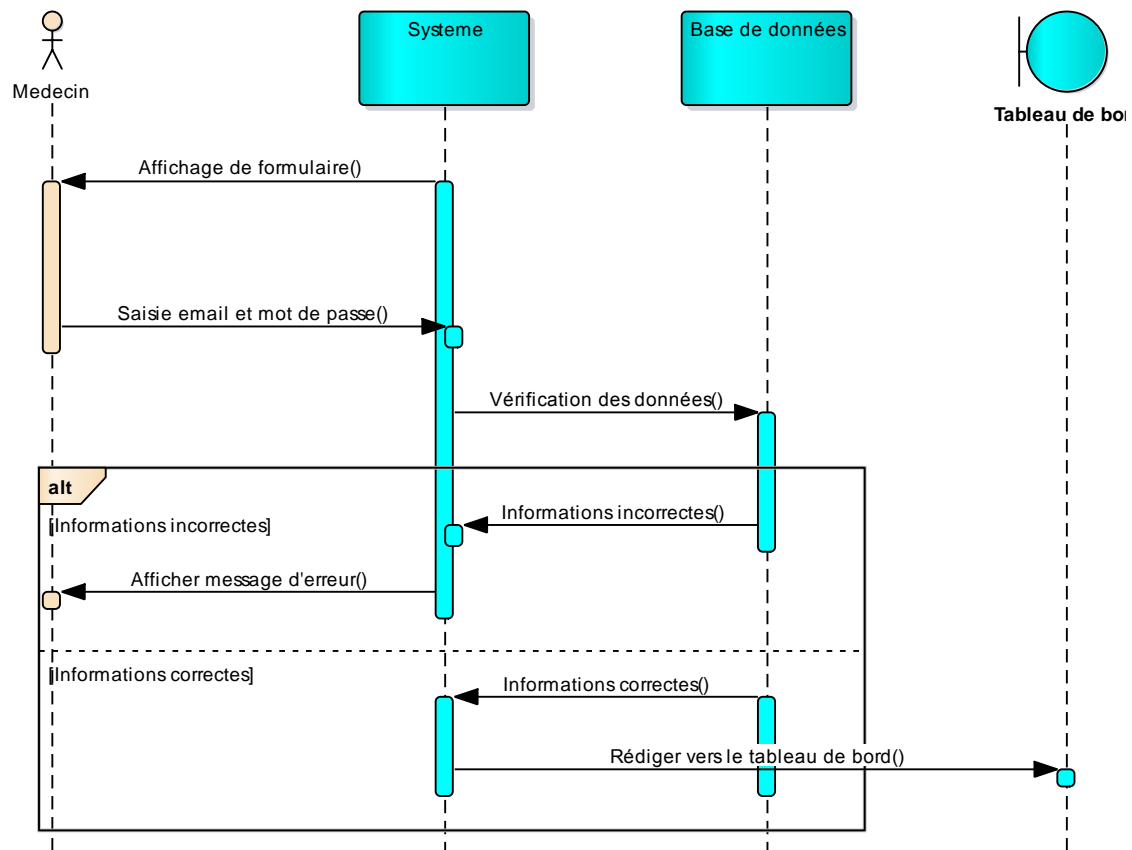 Systeme
Base de données
Medecin
Tableau de bor
Affichage de formulaire()
Saisie email et mot de passe()
Vérification des données()
alt
[Informations incorrectes]
Informations incorrectes()
Afficher message d'erreur()
[Informations correctes]
Informations correctes()
Rédiger vers le tableau de bord()